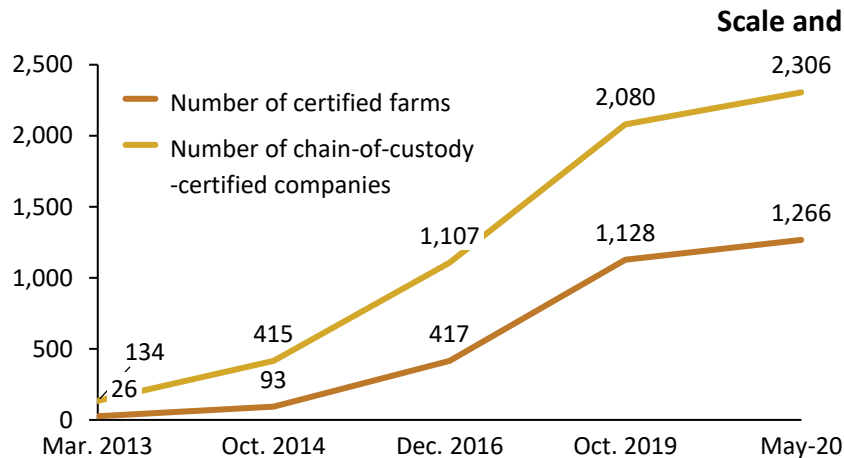 Scale and
2,500
2,000
1,500
1,000
500
0
Number of certified farms
Number of chain-of-custody
-certified companies
134
415
1,107
2,080
2,306
26
93
417
1,128
1,266
Mar. 2013
Oct. 2014
Dec. 2016
Oct. 2019
May-20